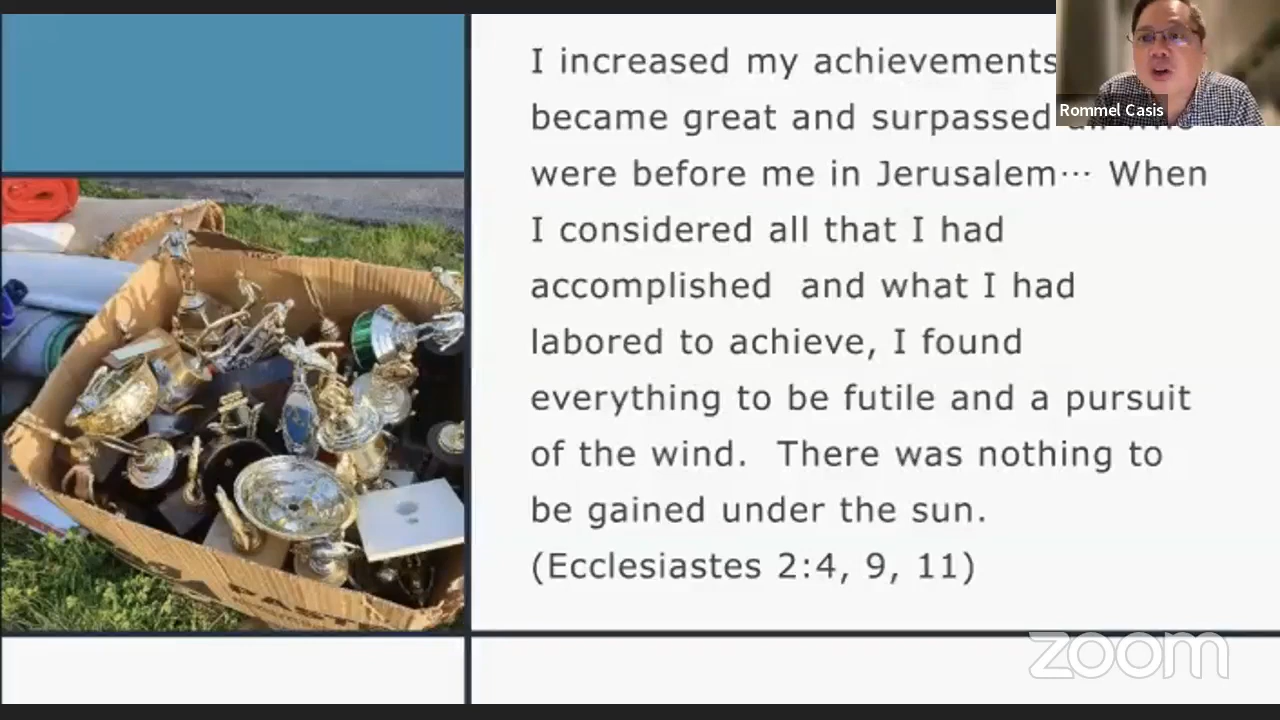 I increased my achievements
became great and surpassed
were before me in Jerusalem… When
I considered all that I had
accomplished and what I had
labored to achieve, I found
everything to be futile and a pursuit
of the wind. There was nothing to
be gained under the sun.
(Ecclesiastes 2:4, 9, 11)
Rommel Casis
PAST
zoom